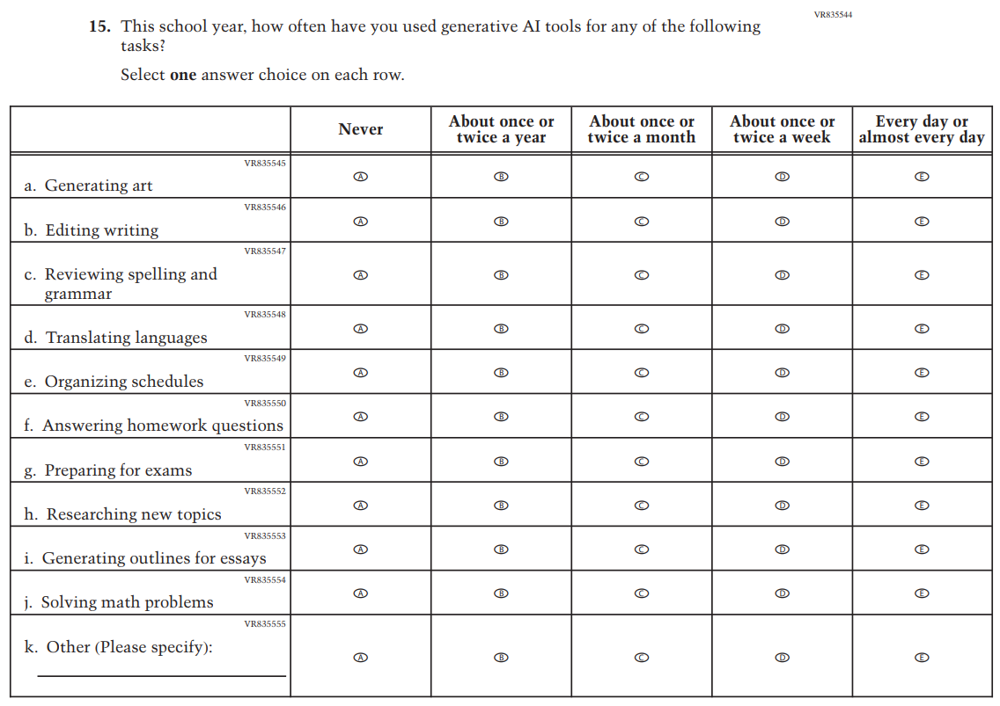 VR835544
15. This school year, how often have you used generative AI tools for any of the following
tasks?
Select one answer choice on each row.
Never
About once or
twice a year
About once or
twice a month
About once or
twice a week
Every day or
almost every day
VR835545
a. Generating art
A B C D E
VR835546
b. Editing writing
A B C D E
VR835547
c. Reviewing spelling and
grammar
A B C D E
VR835548
d. Translating languages
A B C D E
VR835549
e. Organizing schedules
A B C D E
VR835550
f. Answering homework questions
A B C D E
VR835551
g. Preparing for exams
A B C D E
VR835552
h. Researching new topics
A B C D E
VR835553
i. Generating outlines for essays
A B C D E
VR835554
j. Solving math problems
A B C D E
VR835555
k. Other (Please specify):
A B C D E